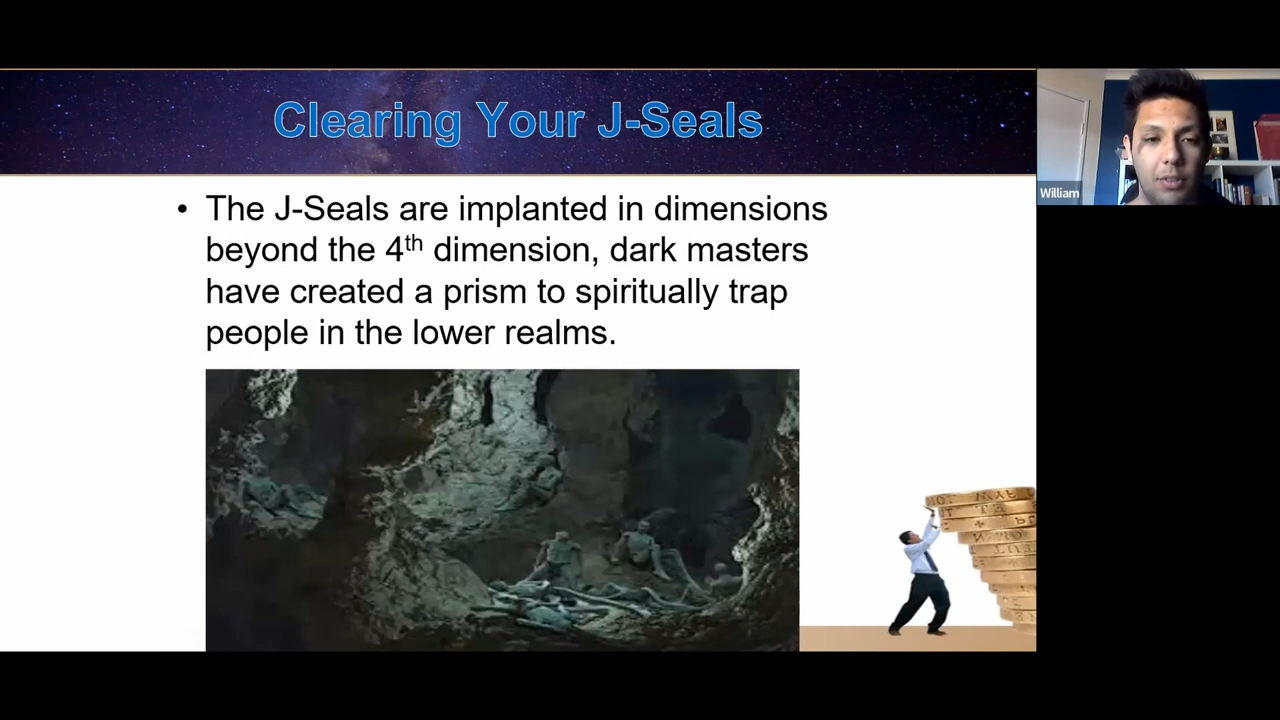 Clearing Your J-Seals
• The J-Seals are implanted in dimensions
beyond the 4th dimension, dark masters
have created a prism to spiritually trap
people in the lower realms.
William